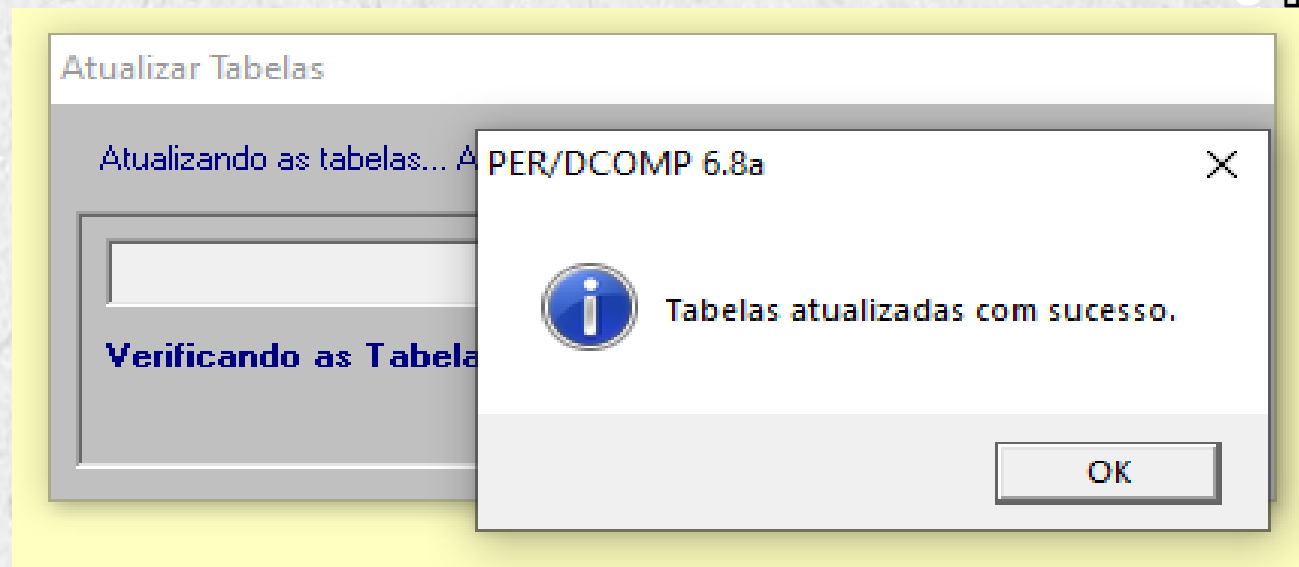 Atualizar Tabelas
Atualizando as tabelas... A
PER/DCOMP 6.8a
Tabelas atualizadas com sucesso.
Verificando as Tabela
OK